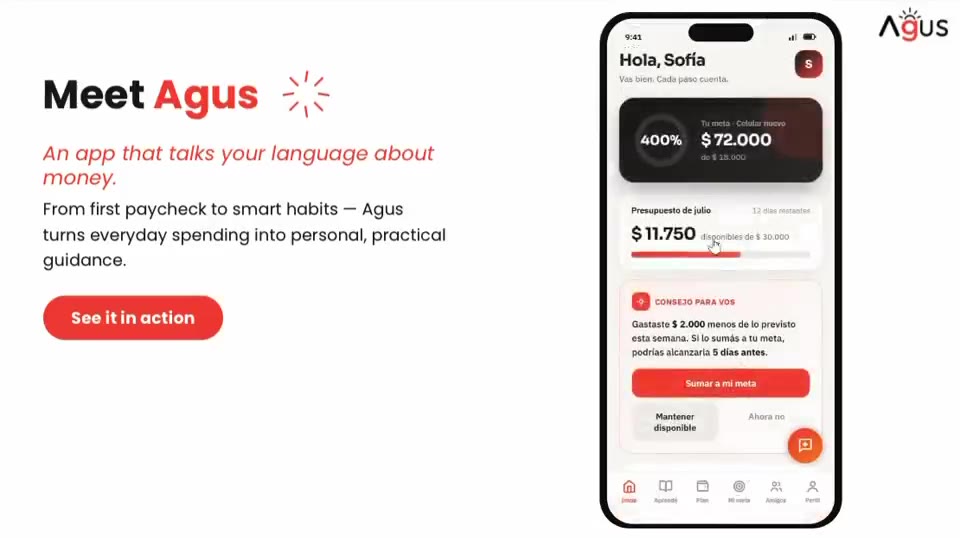 Agus
Meet Agus
An app that talks your language about
money.
From first paycheck to smart habits — Agus
turns everyday spending into personal, practical
guidance.
See it in action
9:41
Hola, Sofía
S
Vas bien. Cada paso cuenta.
400%
Tu meta · Celular nuevo
$ 72.000
de $ 18.000
Presupuesto de julio
12 días restantes
$ 11.750 disponibles de $ 30.000
CONSEJO PARA VOS
Gastaste $ 2.000 menos de lo previsto
esta semana. Si lo sumás a tu meta,
podrías alcanzarla 5 días antes.
Sumar a mi meta
Mantener
disponible
Ahora no
Inicio
Aprendé
Plan
Mi meta
Amigos
Perfil